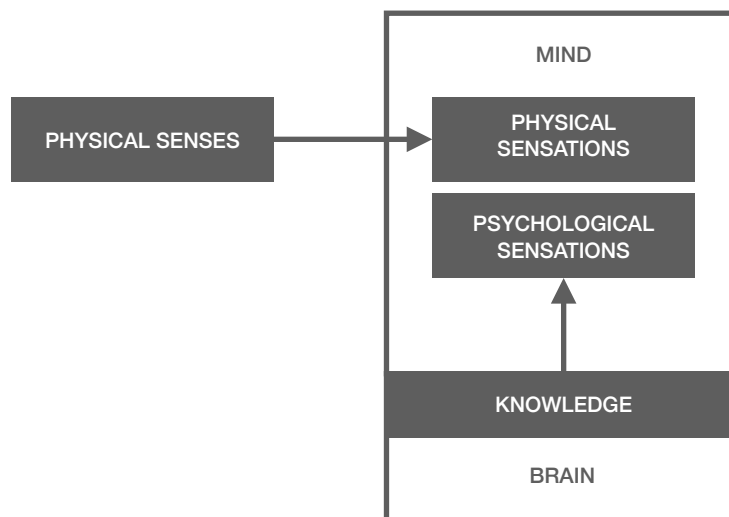 MIND
PHYSICAL SENSES
PHYSICAL
SENSATIONS
PSYCHOLOGICAL
SENSATIONS
KNOWLEDGE
BRAIN